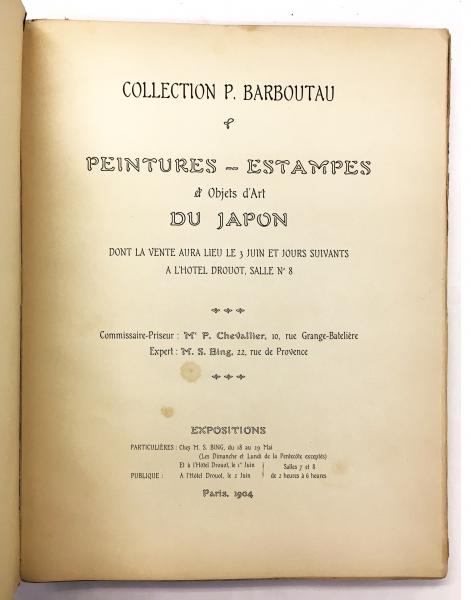 COLLECTION P. BARBOUTAU
PEINTURES – ESTAMPES
& Objets d'Art
DU JAPON
DONT LA VENTE AURA LIEU LE 3 JUIN ET JOURS SUIVANTS
A L'HOTEL DROUOT, SALLE Nº 8
Commissaire-Priseur : Mº P. Chevallier, 10, rue Grange-Batelière
Expert : M. S. Bing, 22, rue de Provence
EXPOSITIONS
PARTICULIÈRES : Chez M. S. BING, du 18 au 29 Mai
(Les Dimanche et Lundi de la Pentecôte exceptés)
Et à l'Hôtel Drouot, le 1er Juin Salles 7 et 8
PUBLIQUE : A l'Hôtel Drouot, le 2 Juin de 2 heures à 6 heures
Paris, 1904